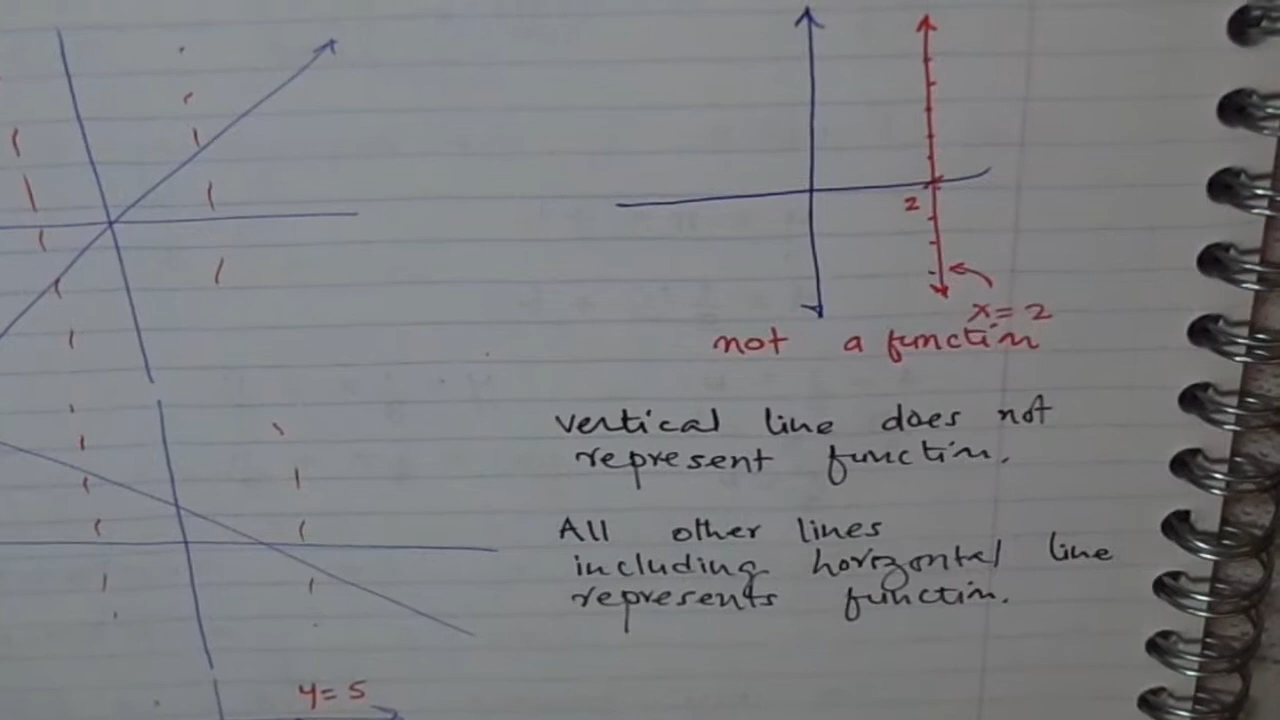 2
x= 2
not a function
vertical line does not
represent function.
All other lines
including horizontal line
represents function.
y= 5